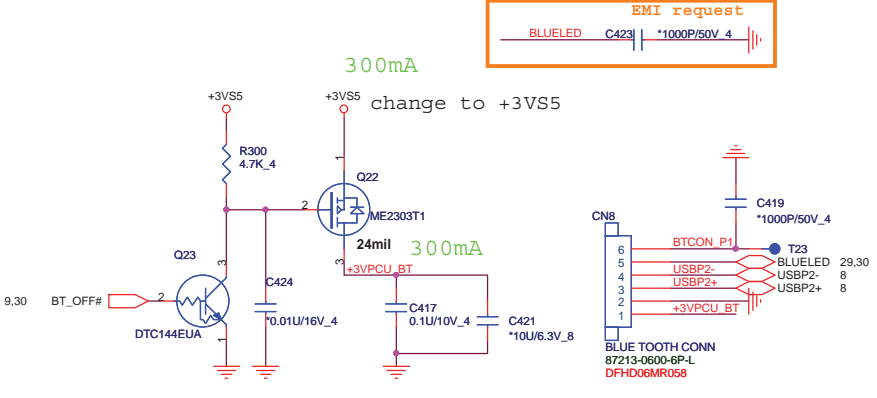 EMI request
BLUELED
C423
*1000P/50V_4
300mA
+3VS5
+3VS5
change to +3VS5
R300
4.7K_4
1
Q22
2
ME2303T1
24mil
300mA
3
+3VPCU_BT
Q23
3
9,30
BT_OFF#
2
DTC144EUA
1
C424
*0.01U/16V_4
C417
0.1U/10V_4
C421
*10U/6.3V_8
C419
*1000P/50V_4
CN8
6
BTCON_P1
T23
5
BLUELED
29,30
4
USBP2-
USBP2-
8
3
USBP2+
USBP2+
8
2
1
+3VPCU_BT
BLUE TOOTH CONN
87213-0600-6P-L
DFHD06MR058